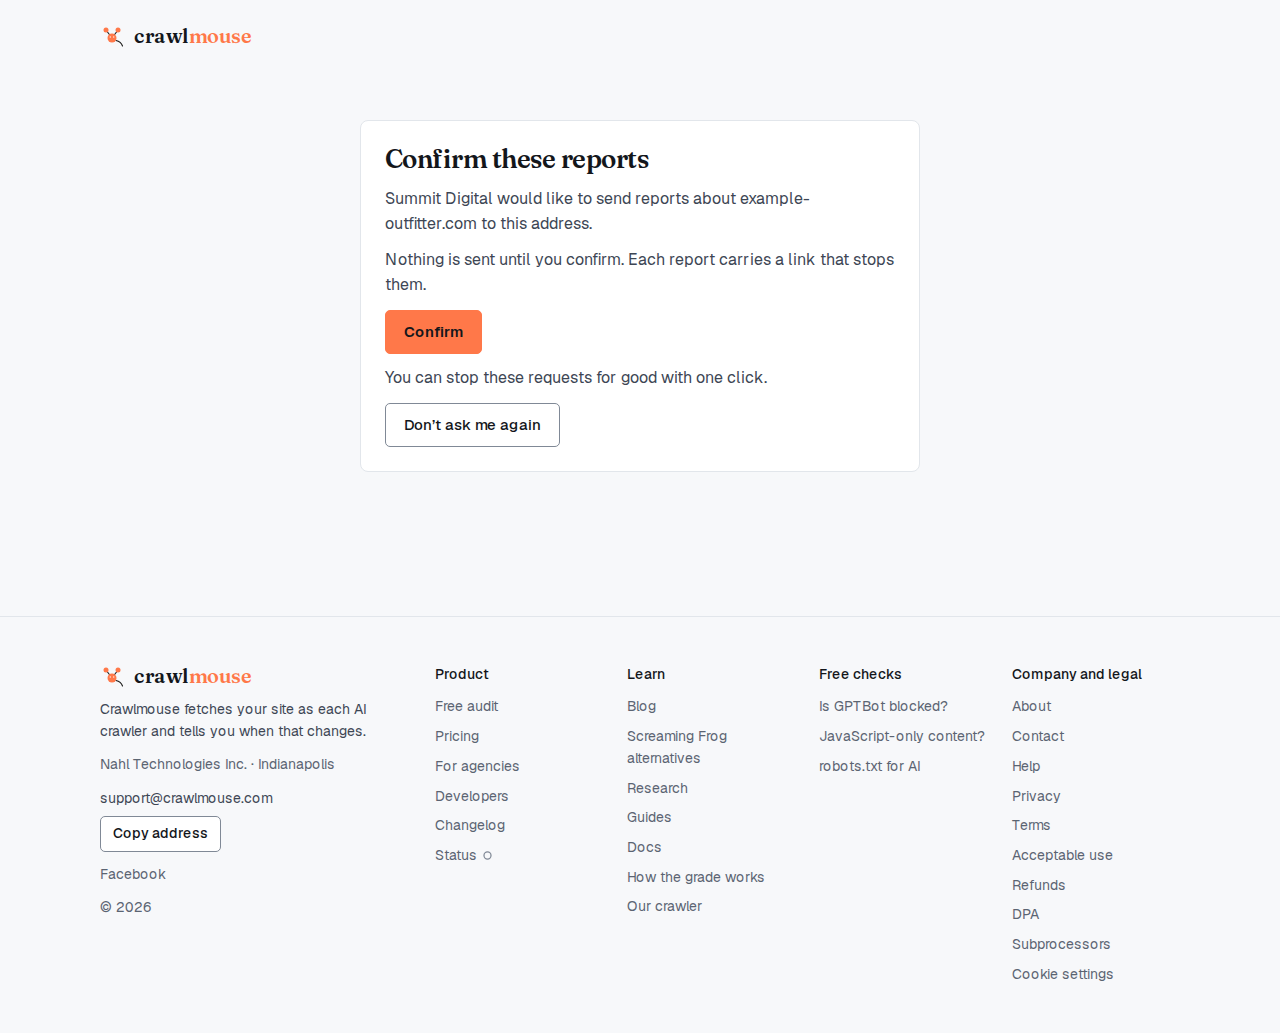 crawlmouse
Confirm these reports
Summit Digital would like to send reports about example-
outfitter.com to this address.
Nothing is sent until you confirm. Each report carries a link that stops
them.
Confirm
You can stop these requests for good with one click.
Don't ask me again
crawlmouse
Crawlmouse fetches your site as each AI
crawler and tells you when that changes.
Nahl Technologies Inc. · Indianapolis
support@crawlmouse.com
Copy address
Facebook
© 2026
Product
Free audit
Pricing
For agencies
Developers
Changelog
Status
Learn
Blog
Screaming Frog
alternatives
Research
Guides
Docs
How the grade works
Our crawler
Free checks
Is GPTBot blocked?
JavaScript-only content?
robots.txt for AI
Company and legal
About
Contact
Help
Privacy
Terms
Acceptable use
Refunds
DPA
Subprocessors
Cookie settings